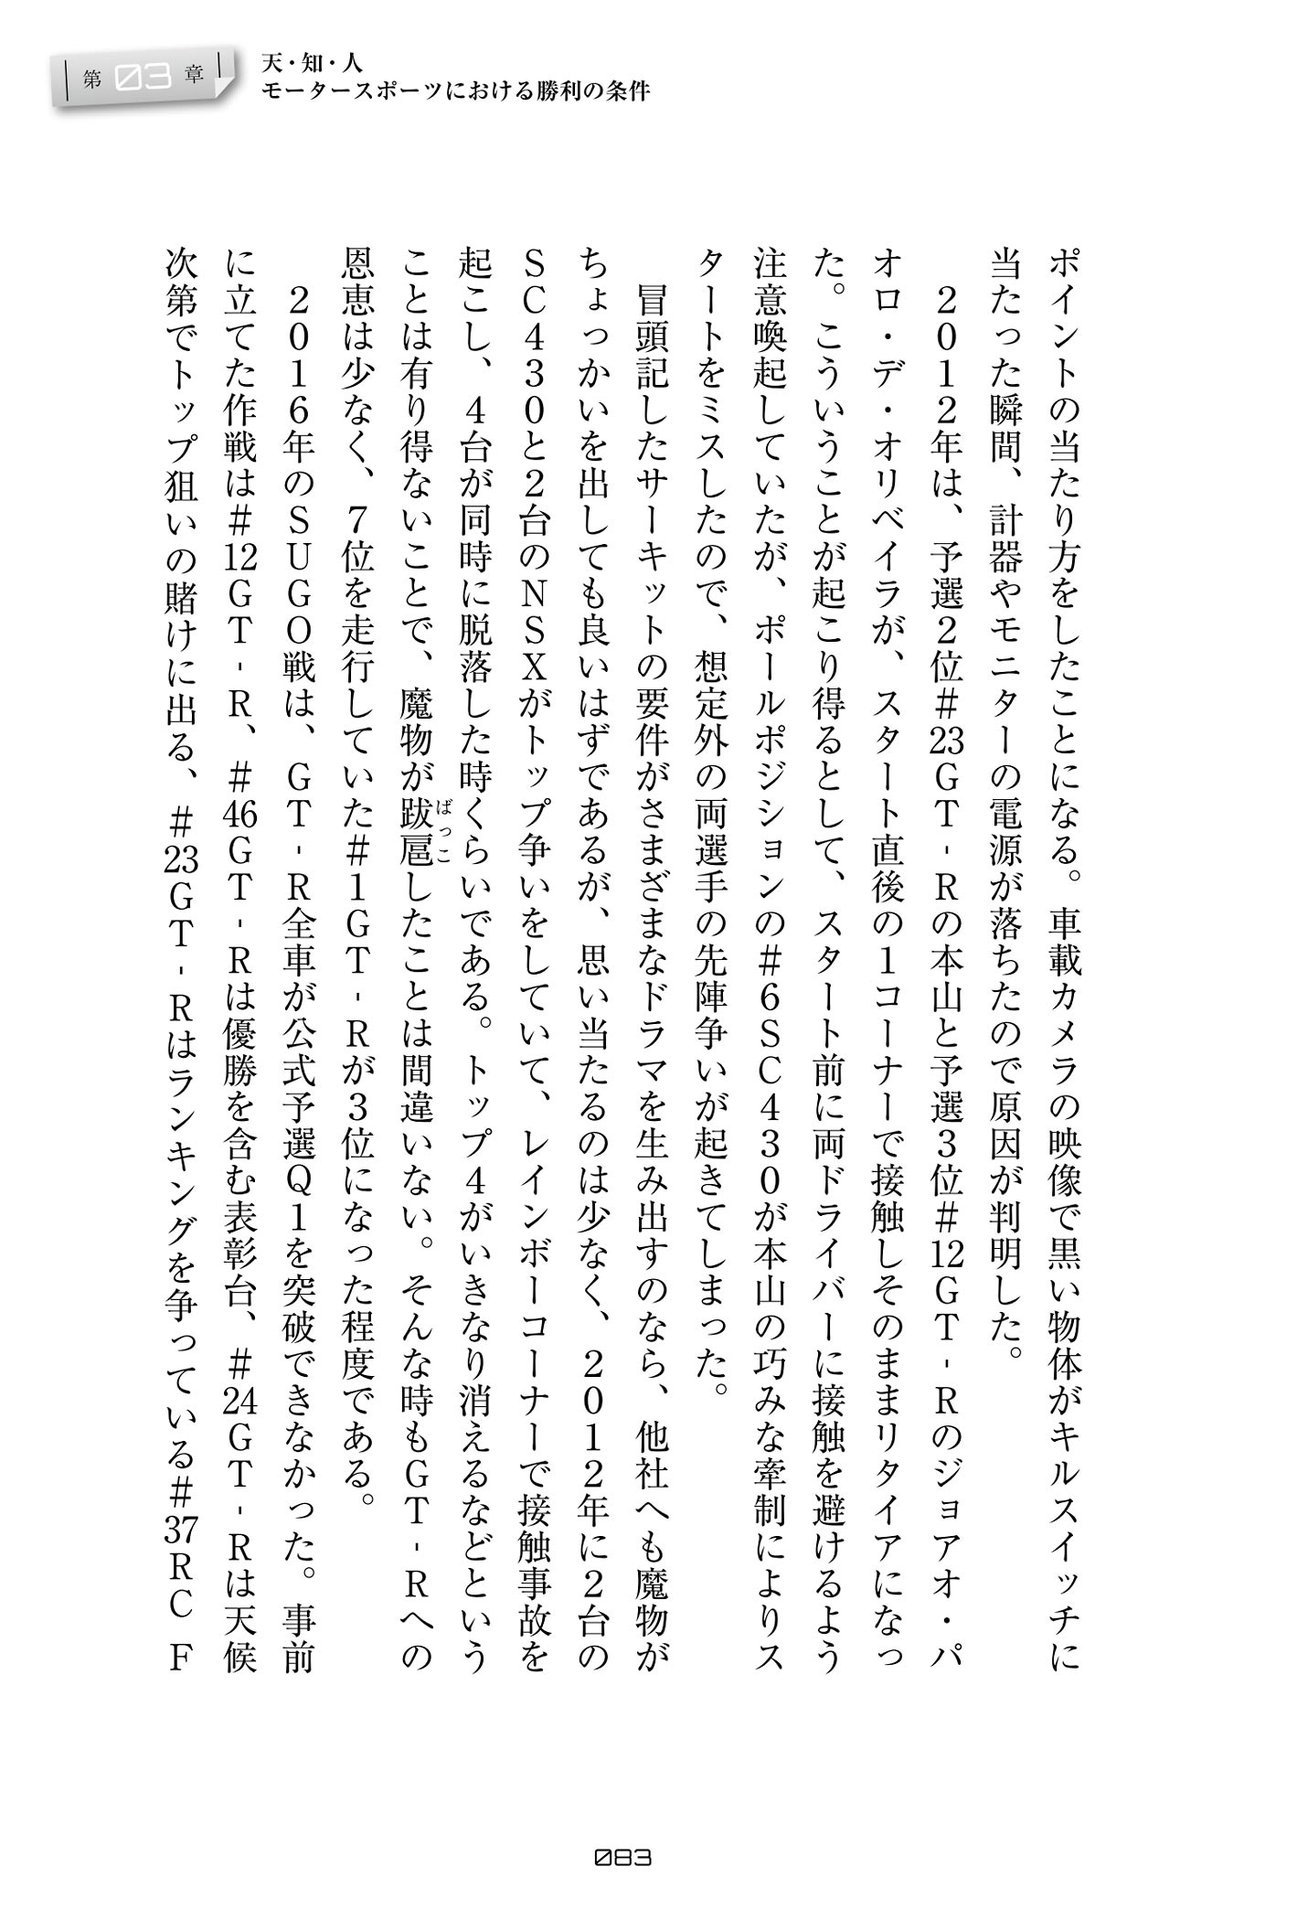 第03章
天・知・人
モータースポーツにおける勝利の条件
ポイントの当たり方をしたことになる。車載カメラの映像で黒い物体がキルスイッチに
当たった瞬間、計器やモニターの電源が落ちたので原因が判明した。
２０１２年は、予選２位＃23ＧＴ-Ｒの本山と予選３位＃12ＧＴ-Ｒのジョアオ・パ
オロ・デ・オリベイラが、スタート直後の１コーナーで接触しそのままリタイアになっ
た。こういうことが起こり得るとして、スタート前に両ドライバーに接触を避けるよう
注意喚起していたが、ポールポジションの＃６ＳＣ４３０が本山の巧みな牽制によりス
タートをミスしたので、想定外の両選手の先陣争いが起きてしまった。
冒頭記したサーキットの要件がさまざまなドラマを生み出すのなら、他社へも魔物が
ちょっかいを出しても良いはずであるが、思い当たるのは少なく、２０１２年に２台の
ＳＣ４３０と２台のＮＳＸがトップ争いをしていて、レインボーコーナーで接触事故を
起こし、４台が同時に脱落した時くらいである。トップ４がいきなり消えるなどという
ことは有り得ないことで、魔物が跋扈ばっこしたことは間違いない。そんな時もＧＴ-Ｒへの
恩恵は少なく、７位を走行していた＃１ＧＴ-Ｒが３位になった程度である。
２０１６年のＳＵＧＯ戦は、ＧＴ-Ｒ全車が公式予選Ｑ１を突破できなかった。事前
に立てた作戦は＃12ＧＴ-Ｒ、＃46ＧＴ-Ｒは優勝を含む表彰台、＃24ＧＴ-Ｒは天候
次第でトップ狙いの賭けに出る、＃23ＧＴ-Ｒはランキングを争っている＃37ＲＣ Ｆ
083